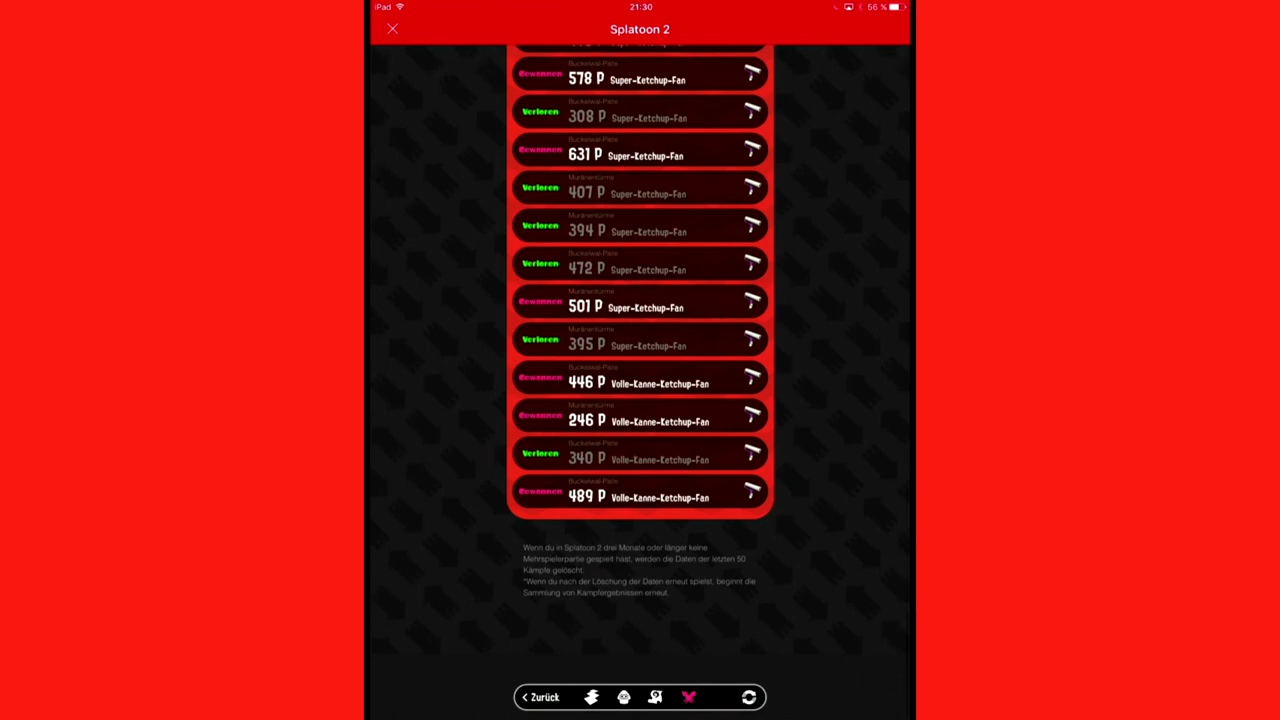 iPad 21:30 56 %
Splatoon 2
Buckelwal-Piste
Gewonnen 578 P Super-Ketchup-Fan
Buckelwal-Piste
Verloren 308 P Super-Ketchup-Fan
Buckelwal-Piste
Gewonnen 631 P Super-Ketchup-Fan
Muränentürme
Verloren 407 P Super-Ketchup-Fan
Muränentürme
Verloren 394 P Super-Ketchup-Fan
Buckelwal-Piste
Verloren 472 P Super-Ketchup-Fan
Muränentürme
Gewonnen 501 P Super-Ketchup-Fan
Muränentürme
Verloren 395 P Super-Ketchup-Fan
Buckelwal-Piste
Gewonnen 446 P Volle-Kanne-Ketchup-Fan
Muränentürme
Gewonnen 246 P Volle-Kanne-Ketchup-Fan
Buckelwal-Piste
Verloren 340 P Volle-Kanne-Ketchup-Fan
Buckelwal-Piste
Gewonnen 489 P Volle-Kanne-Ketchup-Fan
Wenn du in Splatoon 2 drei Monate oder länger keine
Mehrspielerpartie gespielt hast, werden die Daten der letzten 50
Kämpfe gelöscht.
*Wenn du nach der Löschung der Daten erneut spielst, beginnt die
Sammlung von Kampfergebnissen erneut.
Zurück